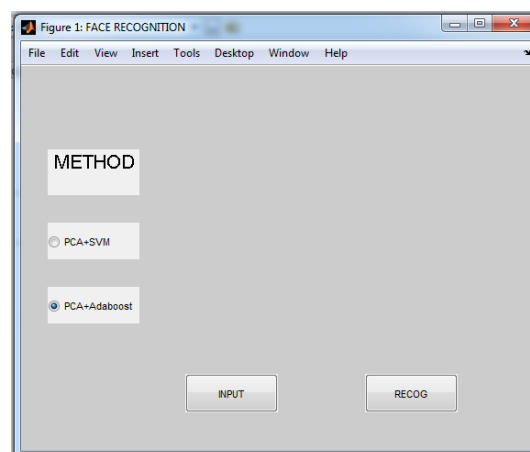 Figure 1: FACE RECOGNITION
File Edit View Insert Tools Desktop Window Help
METHOD
PCA+SVM
PCA+Adaboost
INPUT RECOG